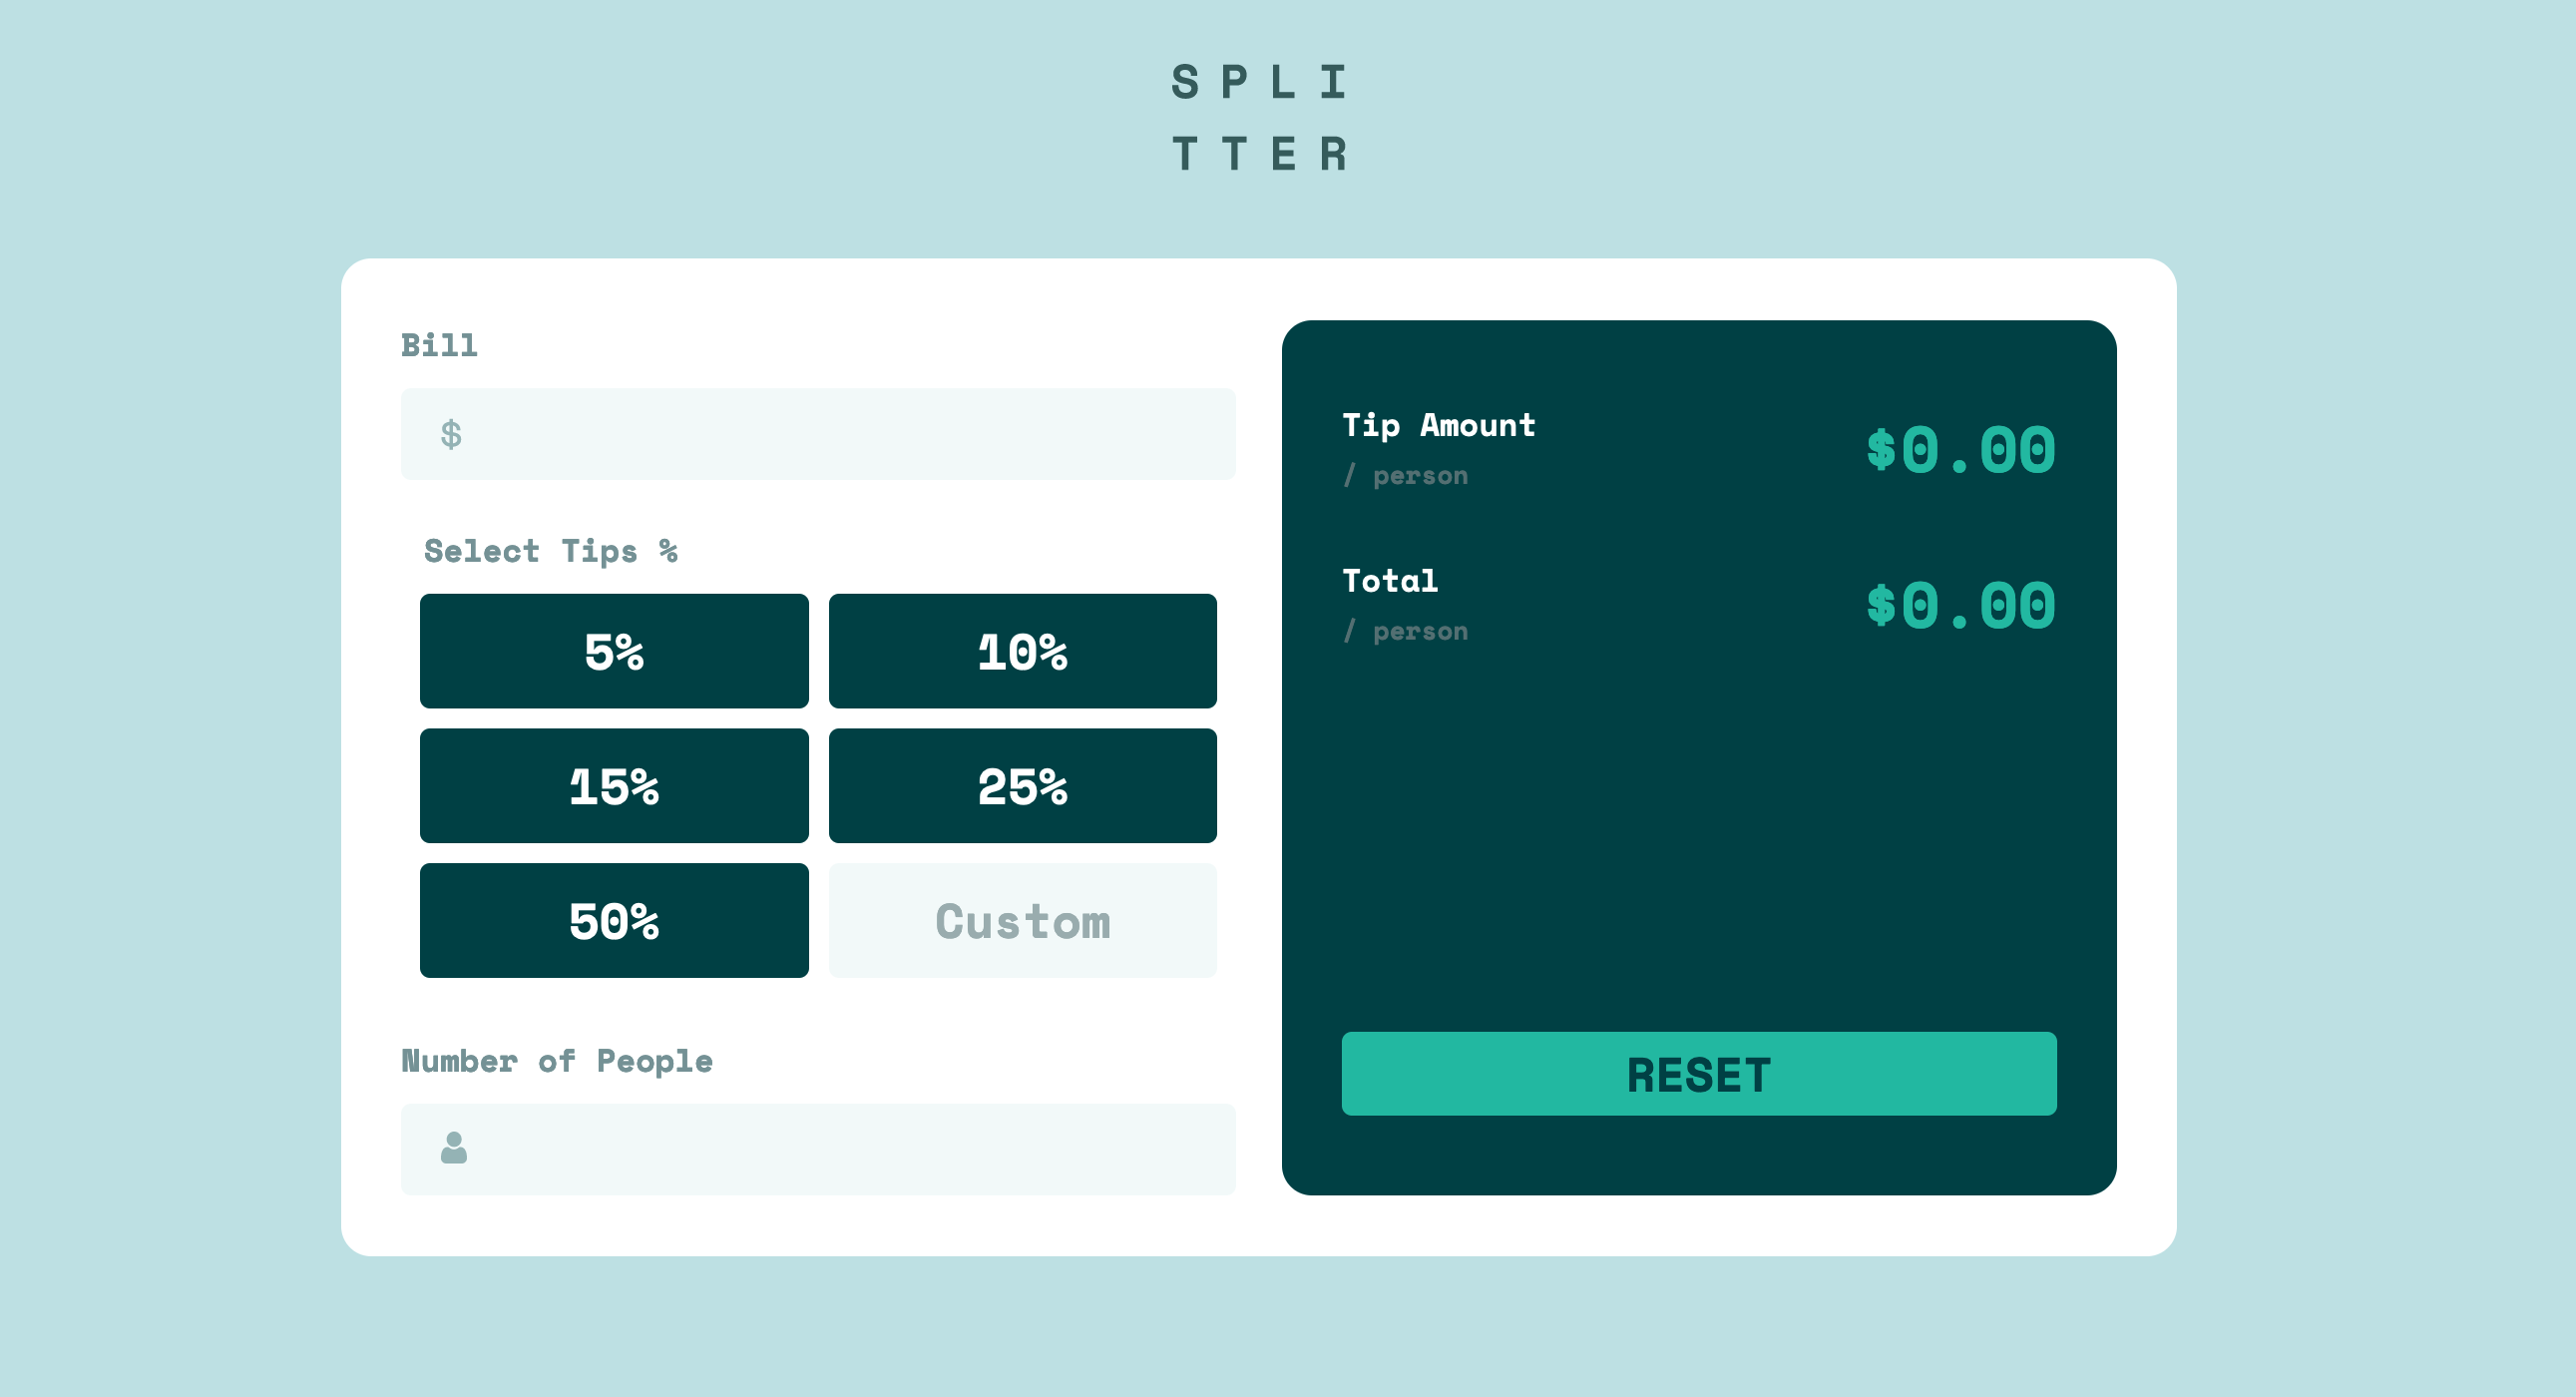 S P L I
T T E R
Bill
$
Select Tips %
5%
10%
15%
25%
50%
Custom
Number of People
Tip Amount
/ person
$0.00
Total
/ person
$0.00
RESET